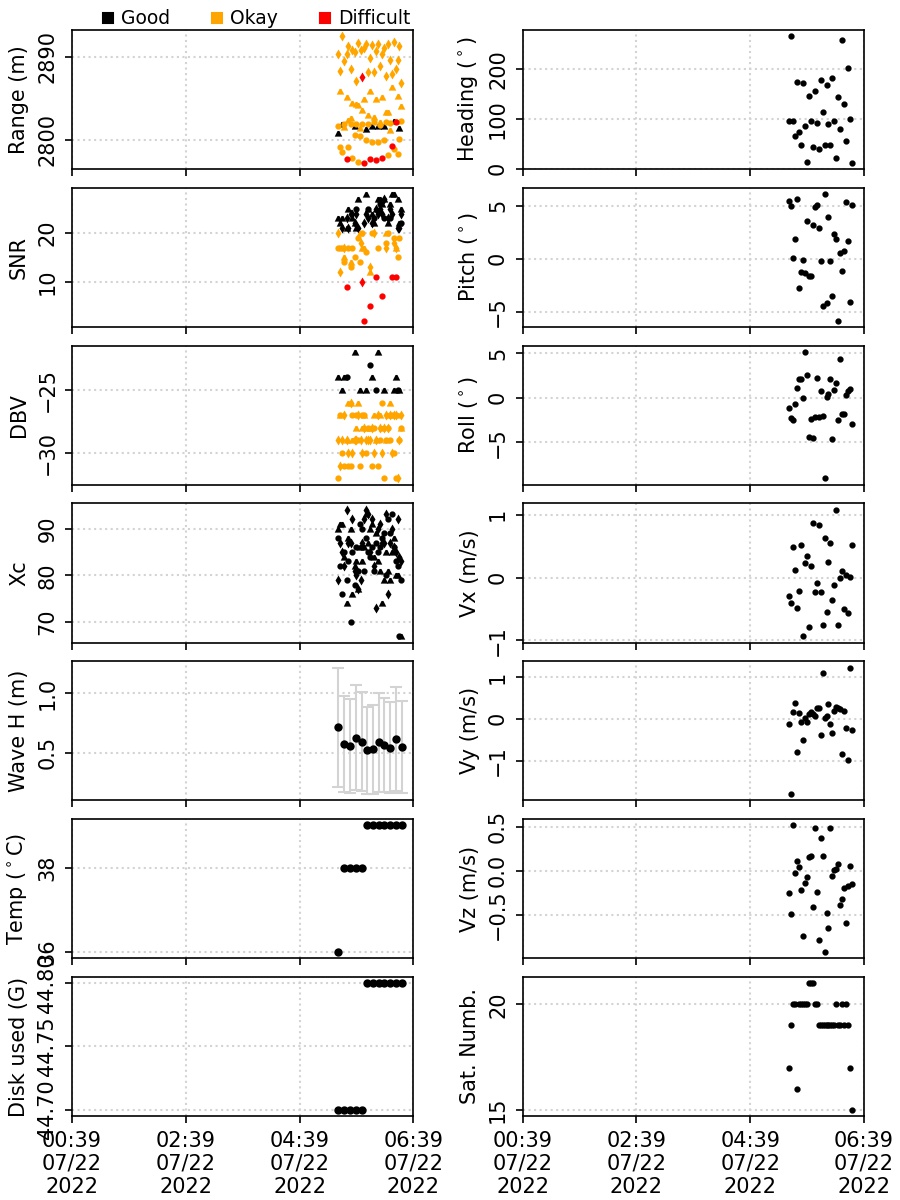 Good Okay Difficult
Range (m)
2890
2800
Heading (°)
200
100
0
SNR
20
10
Pitch (°)
5
0
−5
DBV
−25
−30
Roll (°)
5
0
−5
Xc
90
80
70
Vx (m/s)
1
0
−1
Wave H (m)
1.0
0.5
Vy (m/s)
1
0
−1
Temp (°C)
38
36
Vz (m/s)
0.5
0.0
−0.5
Disk used (G)
44.80
44.75
44.70
Sat. Numb.
20
15
00:39 02:39 04:39 06:39 00:39 02:39 04:39 06:39
07/22 07/22 07/22 07/22 07/22 07/22 07/22 07/22
2022 2022 2022 2022 2022 2022 2022 2022